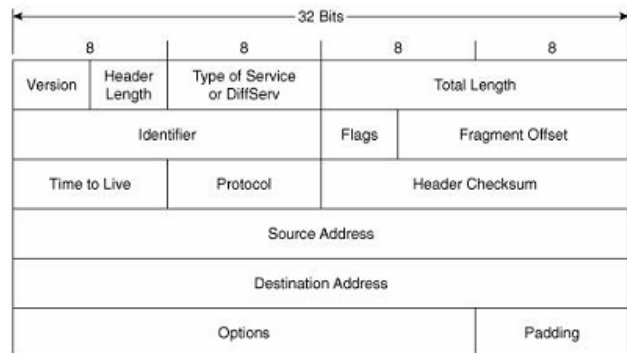 32 Bits
8 8 8 8
Version Header Length Type of Service or DiffServ Total Length
Identifier Flags Fragment Offset
Time to Live Protocol Header Checksum
Source Address
Destination Address
Options Padding